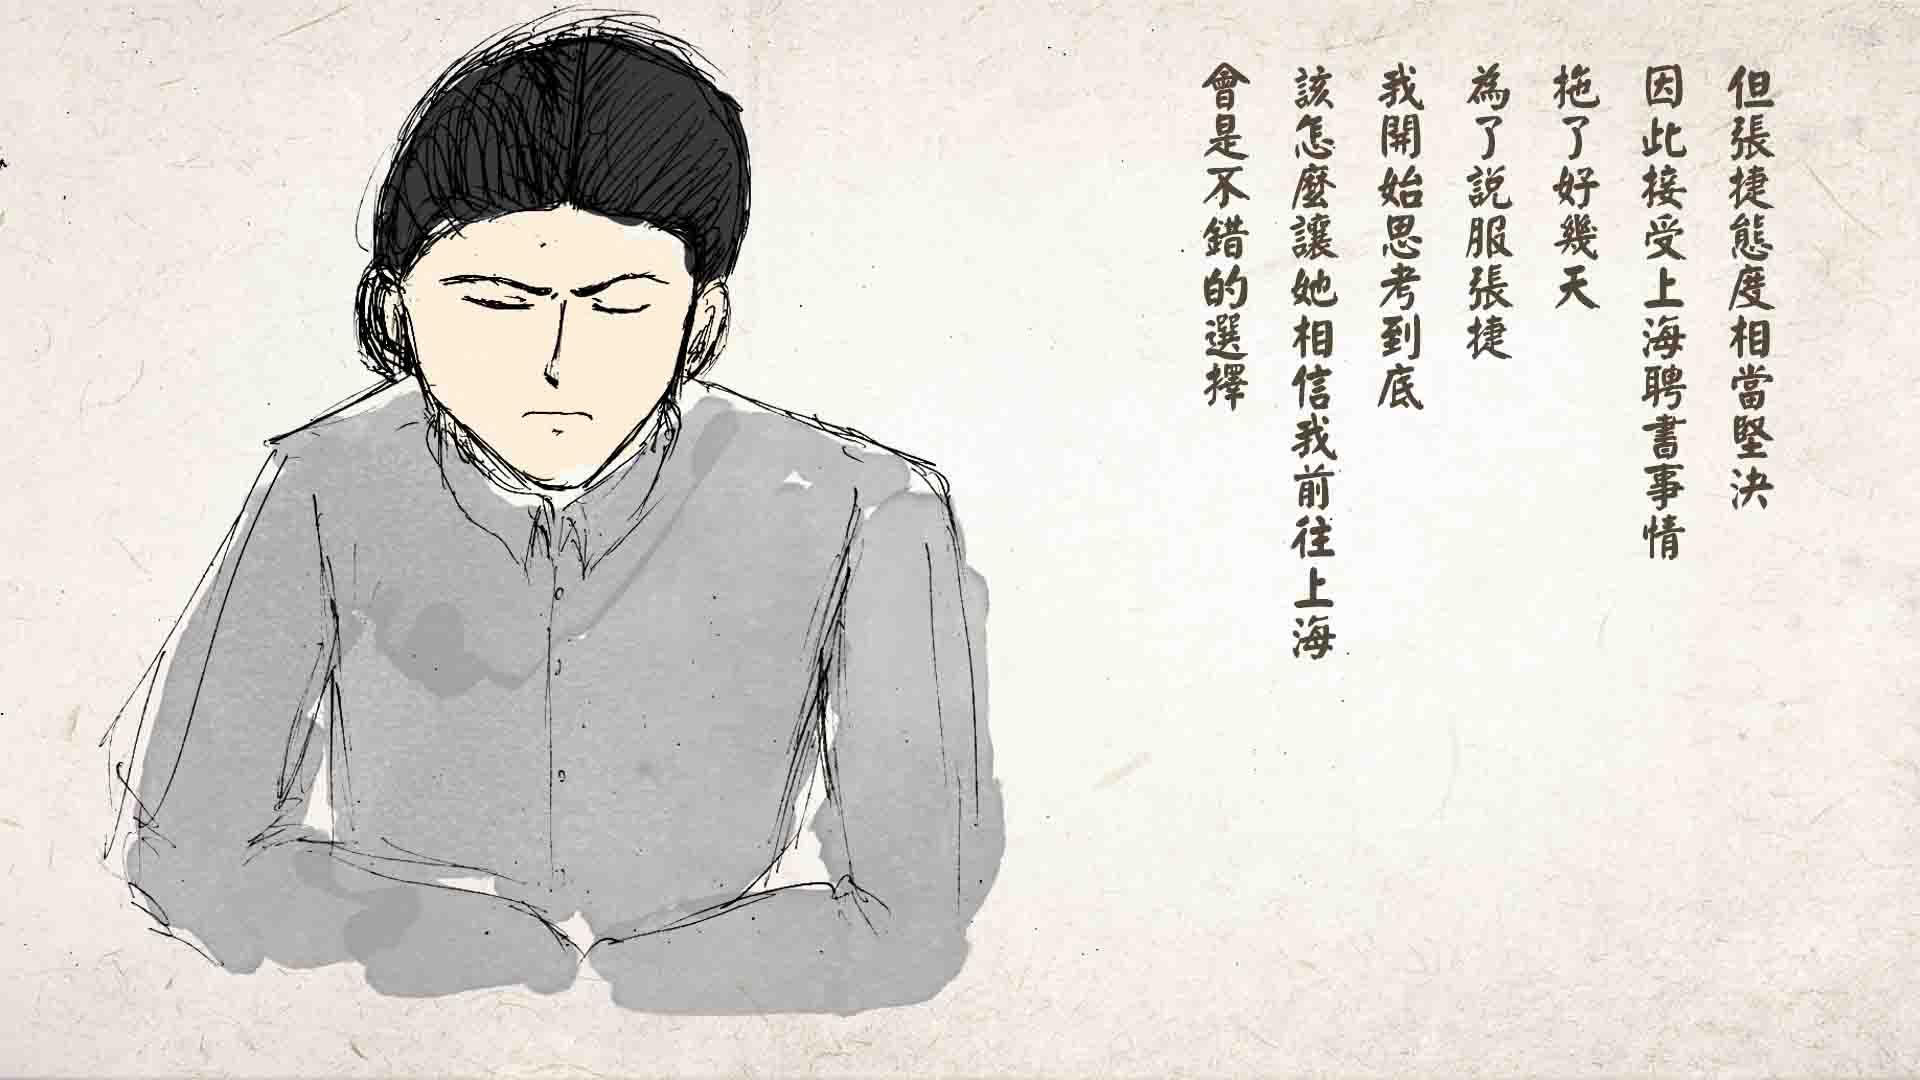 但張捷態度相當堅決
因此接受上海聘書事情
拖了好幾天
為了說服張捷
我開始思考到底
該怎麼讓她相信我前往上海
會是不錯的選擇